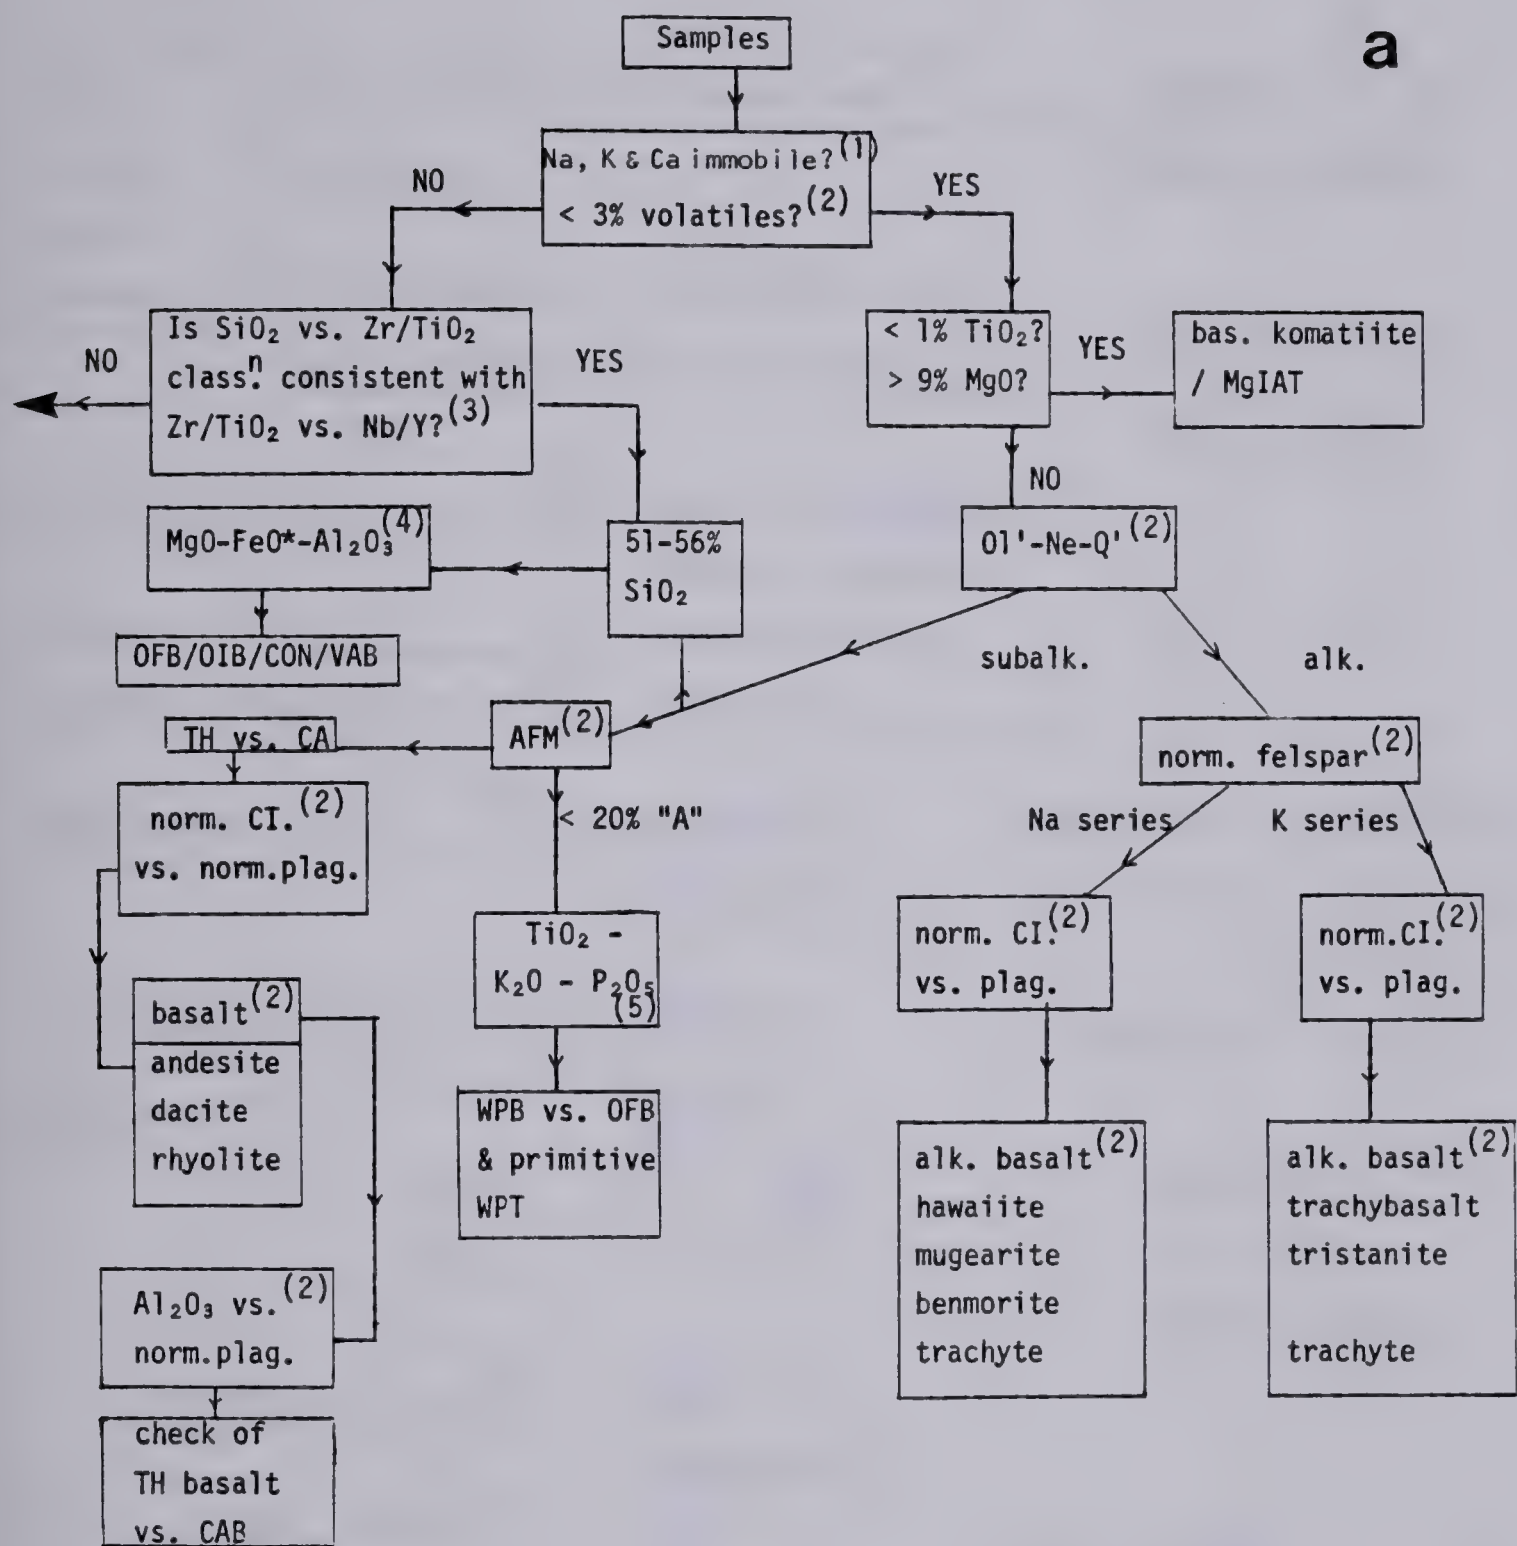 a
Samples
Na, K & Ca immobile?(1)
< 3% volatiles?(2)
NO
YES
Is SiO₂ vs. Zr/TiO₂
class.ⁿ consistent with
Zr/TiO₂ vs. Nb/Y?(3)
NO
YES
< 1% TiO₂?
> 9% MgO?
YES
bas. komatiite
/ MgIAT
NO
MgO-FeO*-Al₂O₃(4)
51-56%
SiO₂
Ol'-Ne-Q'(2)
OFB/OIB/CON/VAB
subalk.
alk.
TH vs. CA
AFM(2)
norm. felspar(2)
norm. CI.(2)
vs. norm.plag.
< 20% "A"
Na series
K series
TiO₂ -
K₂O - P₂O₅
(5)
norm. CI.(2)
vs. plag.
norm.CI.(2)
vs. plag.
basalt(2)
andesite
dacite
rhyolite
WPB vs. OFB
& primitive
WPT
alk. basalt(2)
hawaiite
mugearite
benmorite
trachyte
alk. basalt(2)
trachybasalt
tristanite
trachyte
Al₂O₃ vs.(2)
norm.plag.
check of
TH basalt
vs. CAB